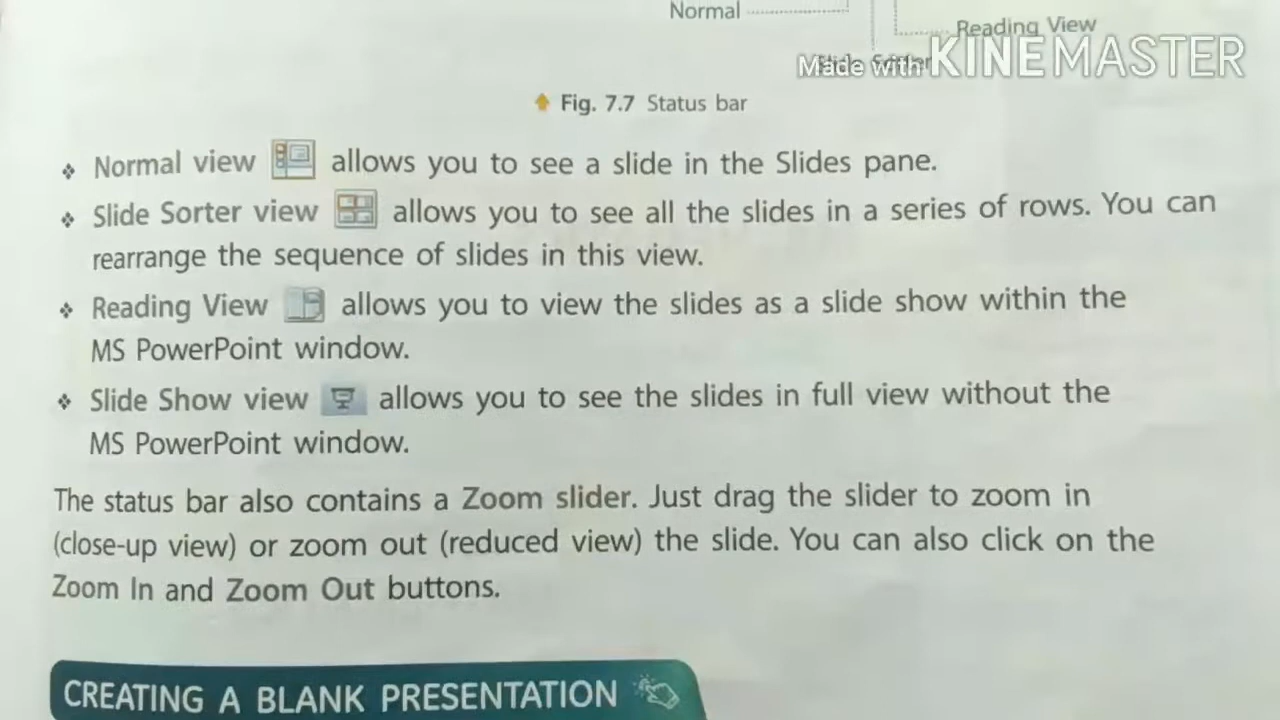 Normal
Reading View
Made with KINEMASTER
Fig. 7.7 Status bar
❖ Normal view allows you to see a slide in the Slides pane.
❖ Slide Sorter view allows you to see all the slides in a series of rows. You can
rearrange the sequence of slides in this view.
❖ Reading View allows you to view the slides as a slide show within the
MS PowerPoint window.
❖ Slide Show view allows you to see the slides in full view without the
MS PowerPoint window.
The status bar also contains a Zoom slider. Just drag the slider to zoom in
(close-up view) or zoom out (reduced view) the slide. You can also click on the
Zoom In and Zoom Out buttons.
CREATING A BLANK PRESENTATION